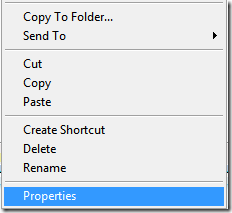 Copy To Folder...
Send To
Cut
Copy
Paste
Create Shortcut
Delete
Rename
Properties